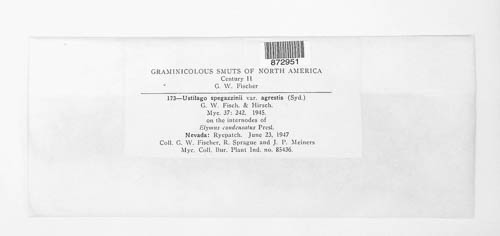 872951
GRAMINICOLOUS SMUTS OF NORTH AMERICA
Century II
G. W. Fischer
173—Ustilago spegazzinii var. agrestis (Syd.)
G. W. Fisch. & Hirsch.
Myc. 37: 242. 1945.
on the internodes of
Elymus condensatus Presl.
Nevada: Ryepatch. June 23, 1947
Coll. G. W. Fischer, R. Sprague and J. P. Meiners
Myc. Coll. Bur. Plant Ind. no. 85436.